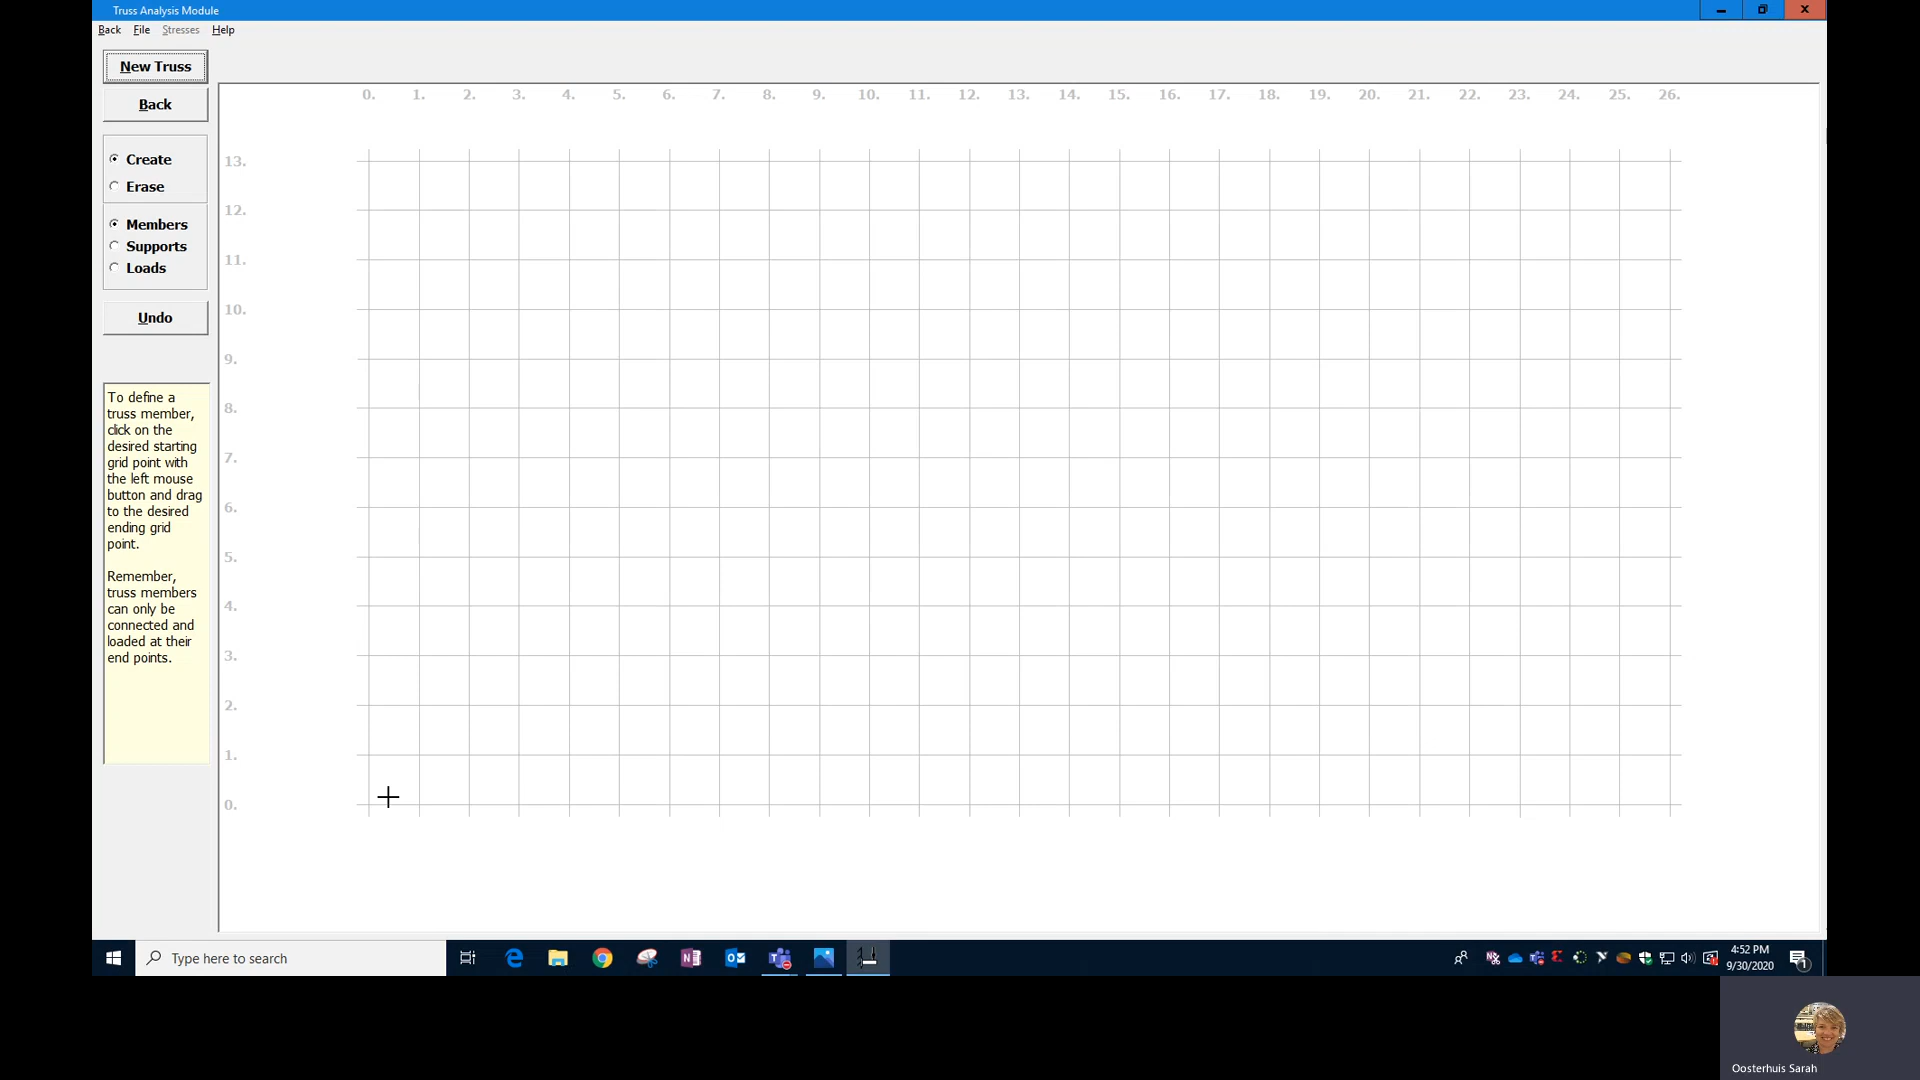 Truss Analysis Module
Back File Stresses Help
New Truss
Back
Create
Erase
Members
Supports
Loads
Undo
To define a
truss member,
click on the
desired starting
grid point with
the left mouse
button and drag
to the desired
ending grid
point.
Remember,
truss members
can only be
connected and
loaded at their
end points.
0. 1. 2. 3. 4. 5. 6. 7. 8. 9. 10. 11. 12. 13. 14. 15. 16. 17. 18. 19. 20. 21. 22. 23. 24. 25. 26.
13.
12.
11.
10.
9.
8.
7.
6.
5.
4.
3.
2.
1.
0.
Type here to search
4:52 PM
9/30/2020
1
Oosterhuis Sarah